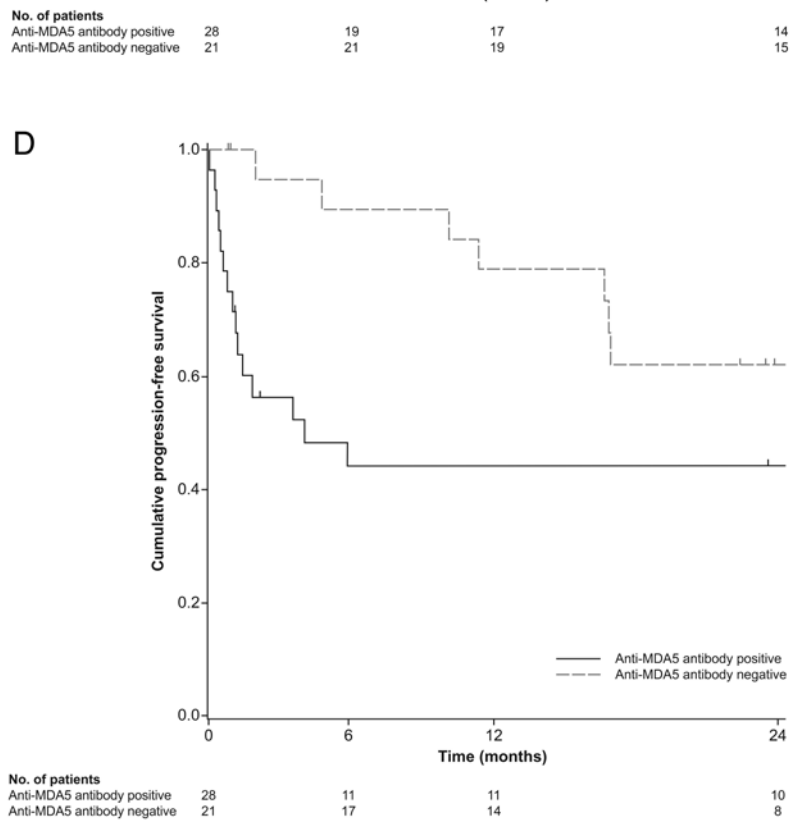 No. of patients
Anti-MDA5 antibody positive 28 19 17 14
Anti-MDA5 antibody negative 21 21 19 15
D
1.0
0.8
0.6
0.4
0.2
0.0
Cumulative progression-free survival
Anti-MDA5 antibody positive
Anti-MDA5 antibody negative
0 6 12 24
Time (months)
No. of patients
Anti-MDA5 antibody positive 28 11 11 10
Anti-MDA5 antibody negative 21 17 14 8